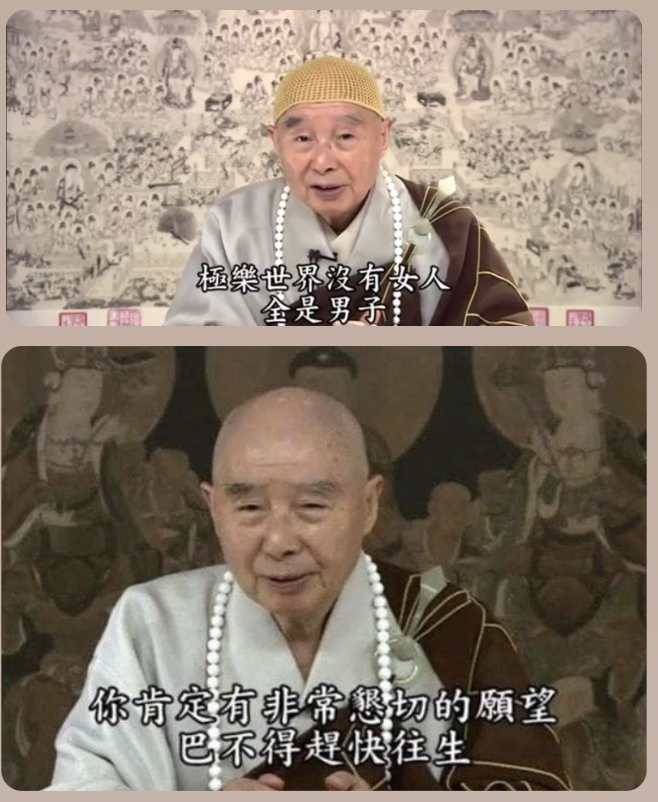 極樂世界沒有女人
全是男子
你肯定有非常懇切的願望
巴不得趕快往生